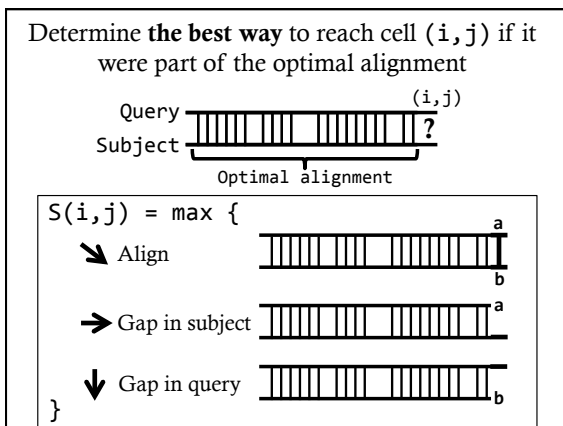 Determine the best way to reach cell (i,j) if it
were part of the optimal alignment
(i,j)
Query
?
Subject
Optimal alignment
S(i,j) = max {
a
Align
b
a
Gap in subject
Gap in query
b
}